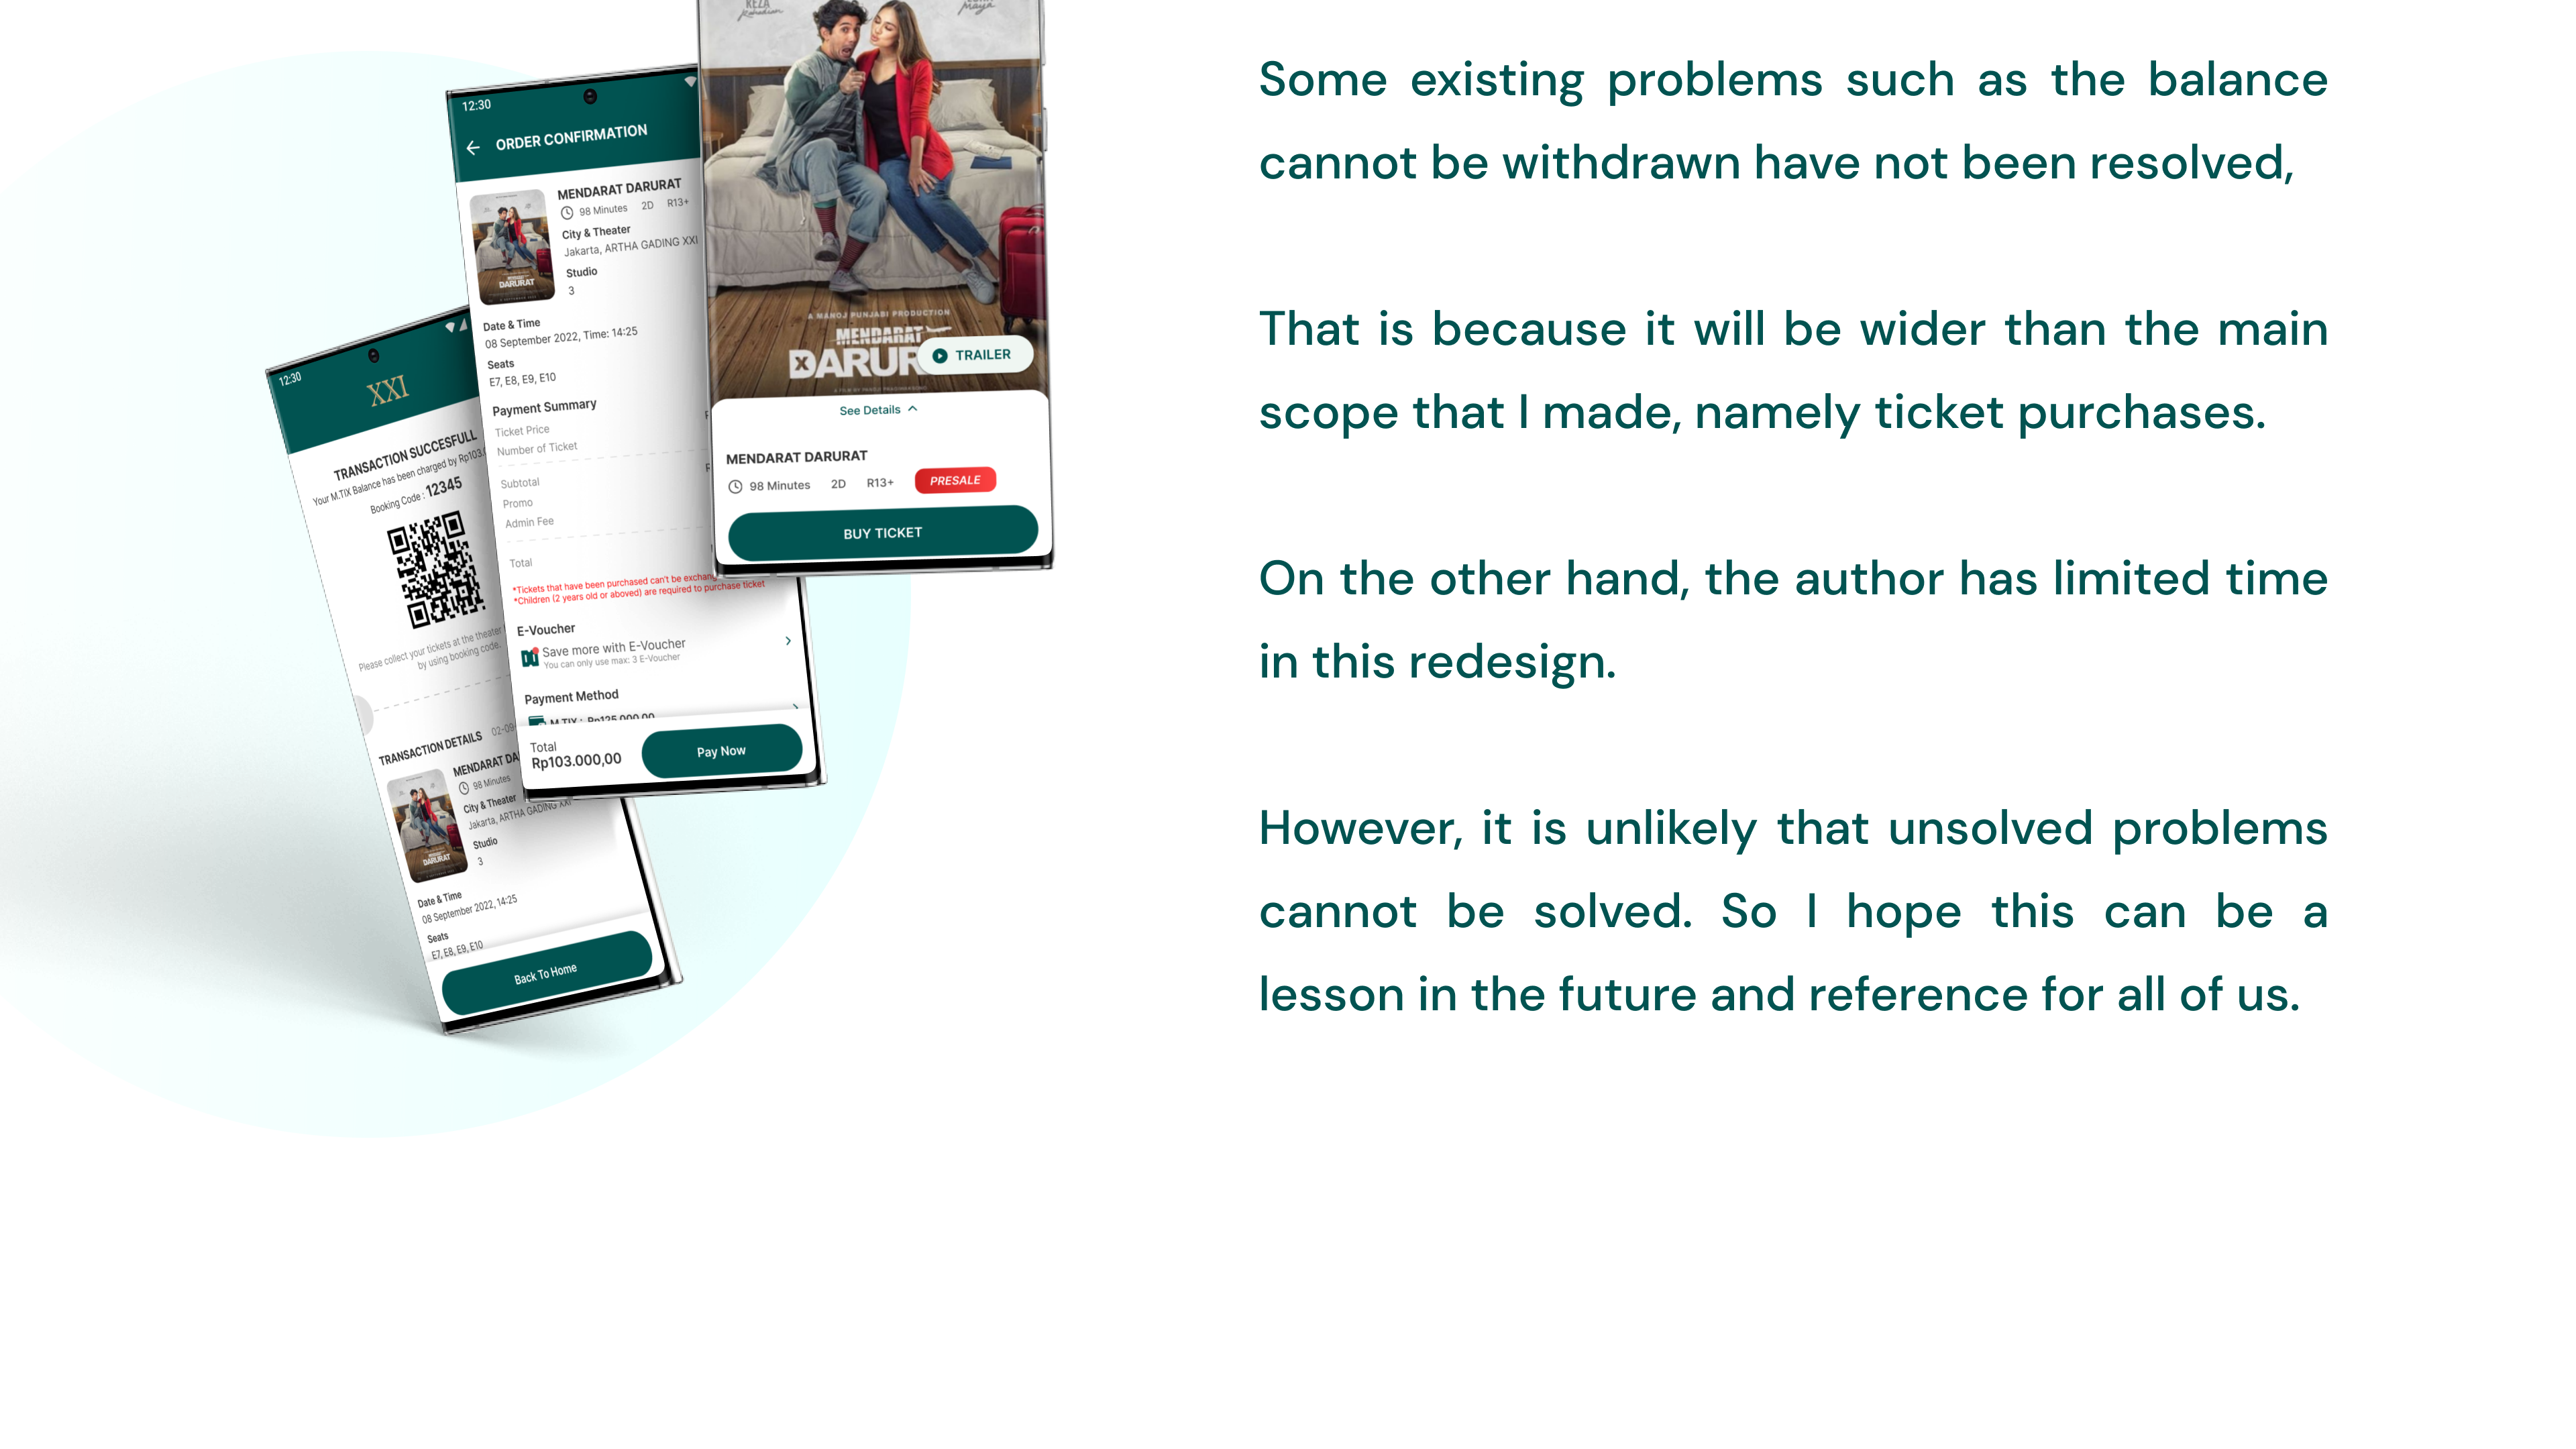 REZA
Rahadian
Maya
A MANOJ PUNJABI PRODUCTION
MENDARAT
DARUR
TRAILER
See Details
MENDARAT DARURAT
98 Minutes 2D R13+ PRESALE
BUY TICKET
12:30
ORDER CONFIRMATION
DARURAT
MENDARAT DARURAT
98 Minutes 2D R13+
City & Theater
Jakarta, ARTHA GADING XXI
Studio
3
Date & Time
08 September 2022, Time: 14:25
Seats
E7, E8, E9, E10
Payment Summary
Ticket Price
Number of Ticket
Subtotal
Promo
Admin Fee
Total
*Tickets that have been purchased can't be exchang
*Children (2 years old or aboved) are required to purchase ticket
E-Voucher
Save more with E-Voucher
You can only use max: 3 E-Voucher
Payment Method
M.TIX : Rp125.000,00
Total
Rp103.000,00
Pay Now
12:30
XXI
TRANSACTION SUCCESFULL
Your M.TIX Balance has been charged by Rp103.
Booking Code : 12345
Please collect your tickets at the theater
by using booking code.
TRANSACTION DETAILS 02-09
DARURAT
MENDARAT DA
98 Minutes
City & Theater
Jakarta, ARTHA GADING XXI
Studio
3
Date & Time
08 September 2022, 14:25
Seats
E7, E8, E9, E10
Back To Home
Some existing problems such as the balance
cannot be withdrawn have not been resolved,
That is because it will be wider than the main
scope that I made, namely ticket purchases.
On the other hand, the author has limited time
in this redesign.
However, it is unlikely that unsolved problems
cannot be solved. So I hope this can be a
lesson in the future and reference for all of us.